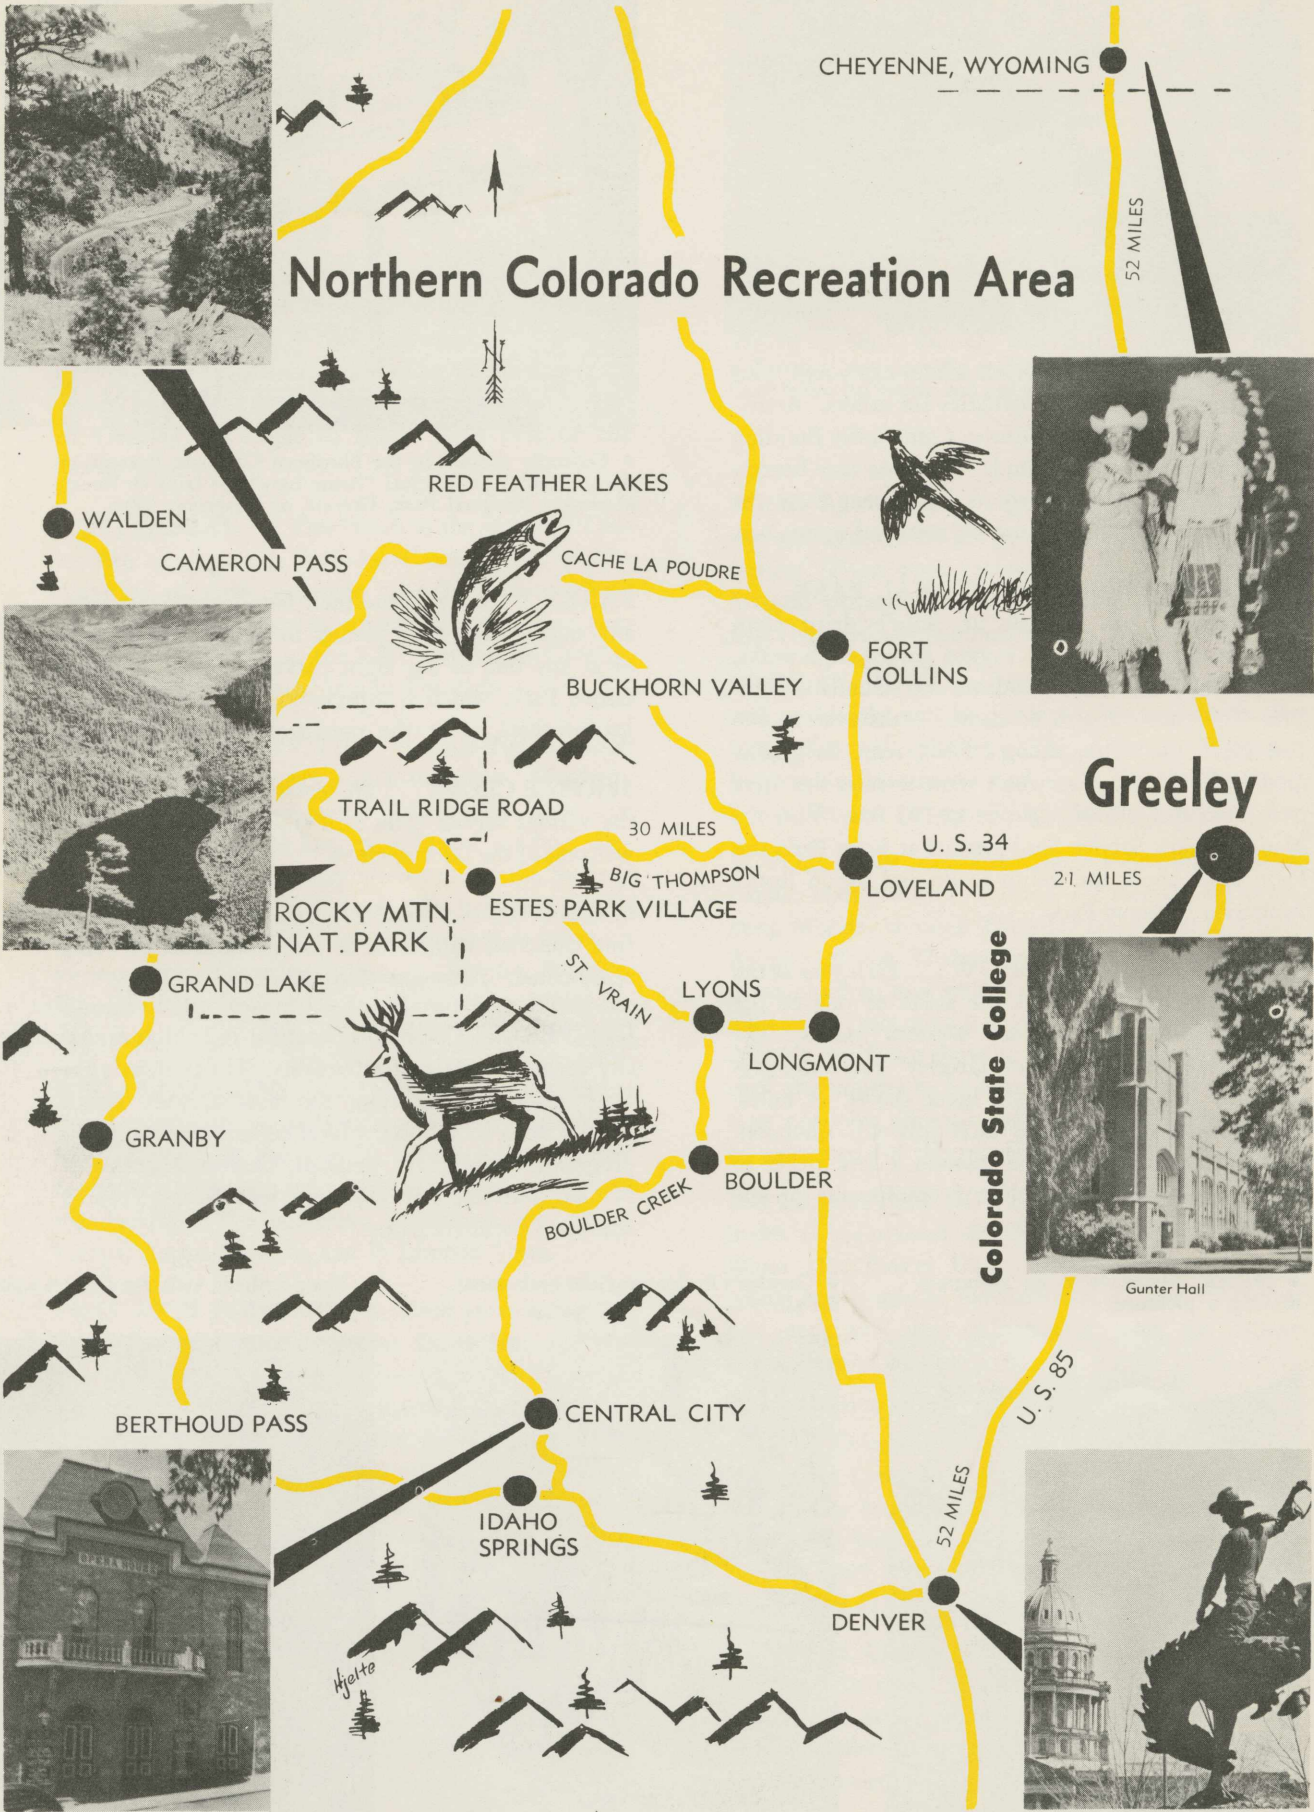 CHEYENNE, WYOMING
52 MILES
Northern Colorado Recreation Area
N
RED FEATHER LAKES
WALDEN
CAMERON PASS
CACHE LA POUDRE
FORT
COLLINS
BUCKHORN VALLEY
Greeley
TRAIL RIDGE ROAD
30 MILES
U. S. 34
BIG THOMPSON
LOVELAND
21 MILES
ROCKY MTN.
NAT. PARK
ESTES PARK VILLAGE
GRAND LAKE
ST. VRAIN
LYONS
LONGMONT
Colorado State College
GRANBY
BOULDER
BOULDER CREEK
Gunter Hall
U. S. 85
BERTHOUD PASS
CENTRAL CITY
52 MILES
IDAHO
SPRINGS
OPERA HOUSE
DENVER
Hjelte